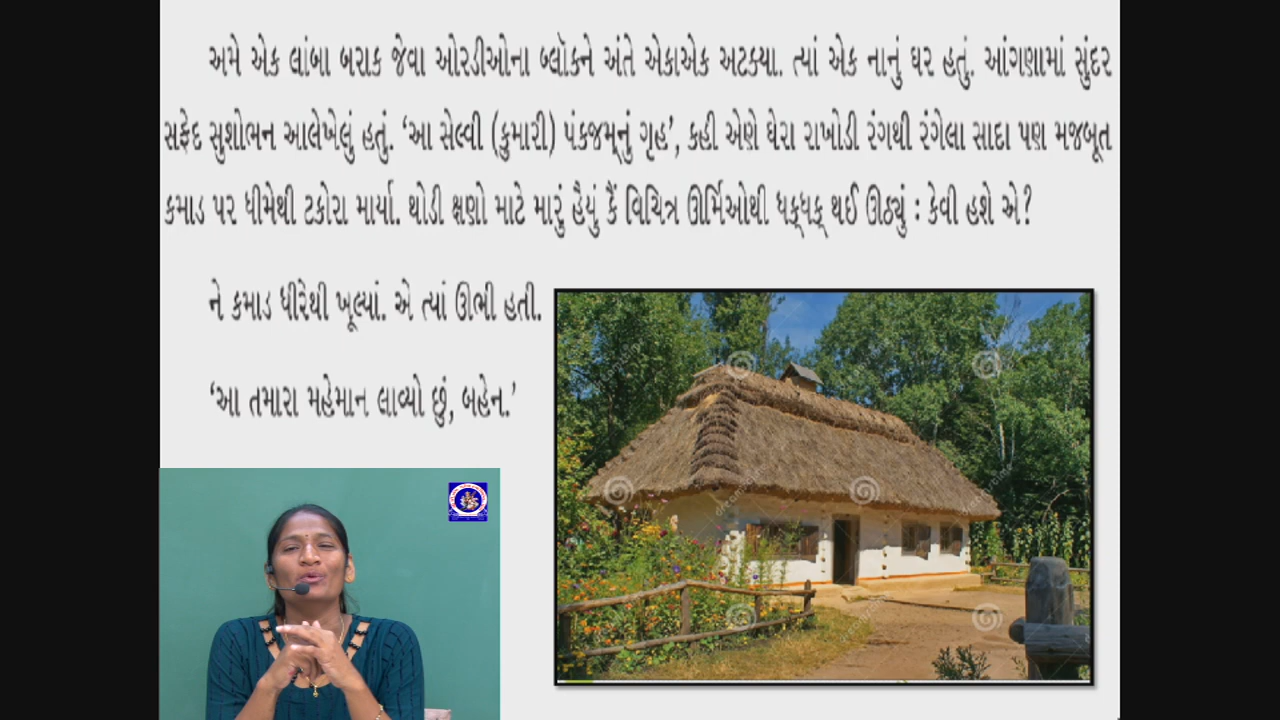 અમે એક લાંબા બરાક જેવા ઓરડીઓના બ્લૉકને અંતે એકાએક અટક્યા. ત્યાં એક નાનું ઘર હતું. આંગણામાં સુંદર
સફેદ સુશોભન આલેખેલું હતું. ‘આ સેલ્વી (કુમારી) પંકજમ્‌નું ગૃહ’, કહી એણે ઘેરા રાખોડી રંગથી રંગેલા સાદા પણ મજબૂત
કમાડ પર ધીમેથી ટકોરા માર્યા. થોડી ક્ષણો માટે મારું હૈયું કૈં વિચિત્ર ઊર્મિઓથી ધક્‌ધક્ થઈ ઊઠ્યું : કેવી હશે એ?
ને કમાડ ધીરેથી ખૂલ્યાં. એ ત્યાં ઊભી હતી.
‘આ તમારા મહેમાન લાવ્યો છું, બહેન.’